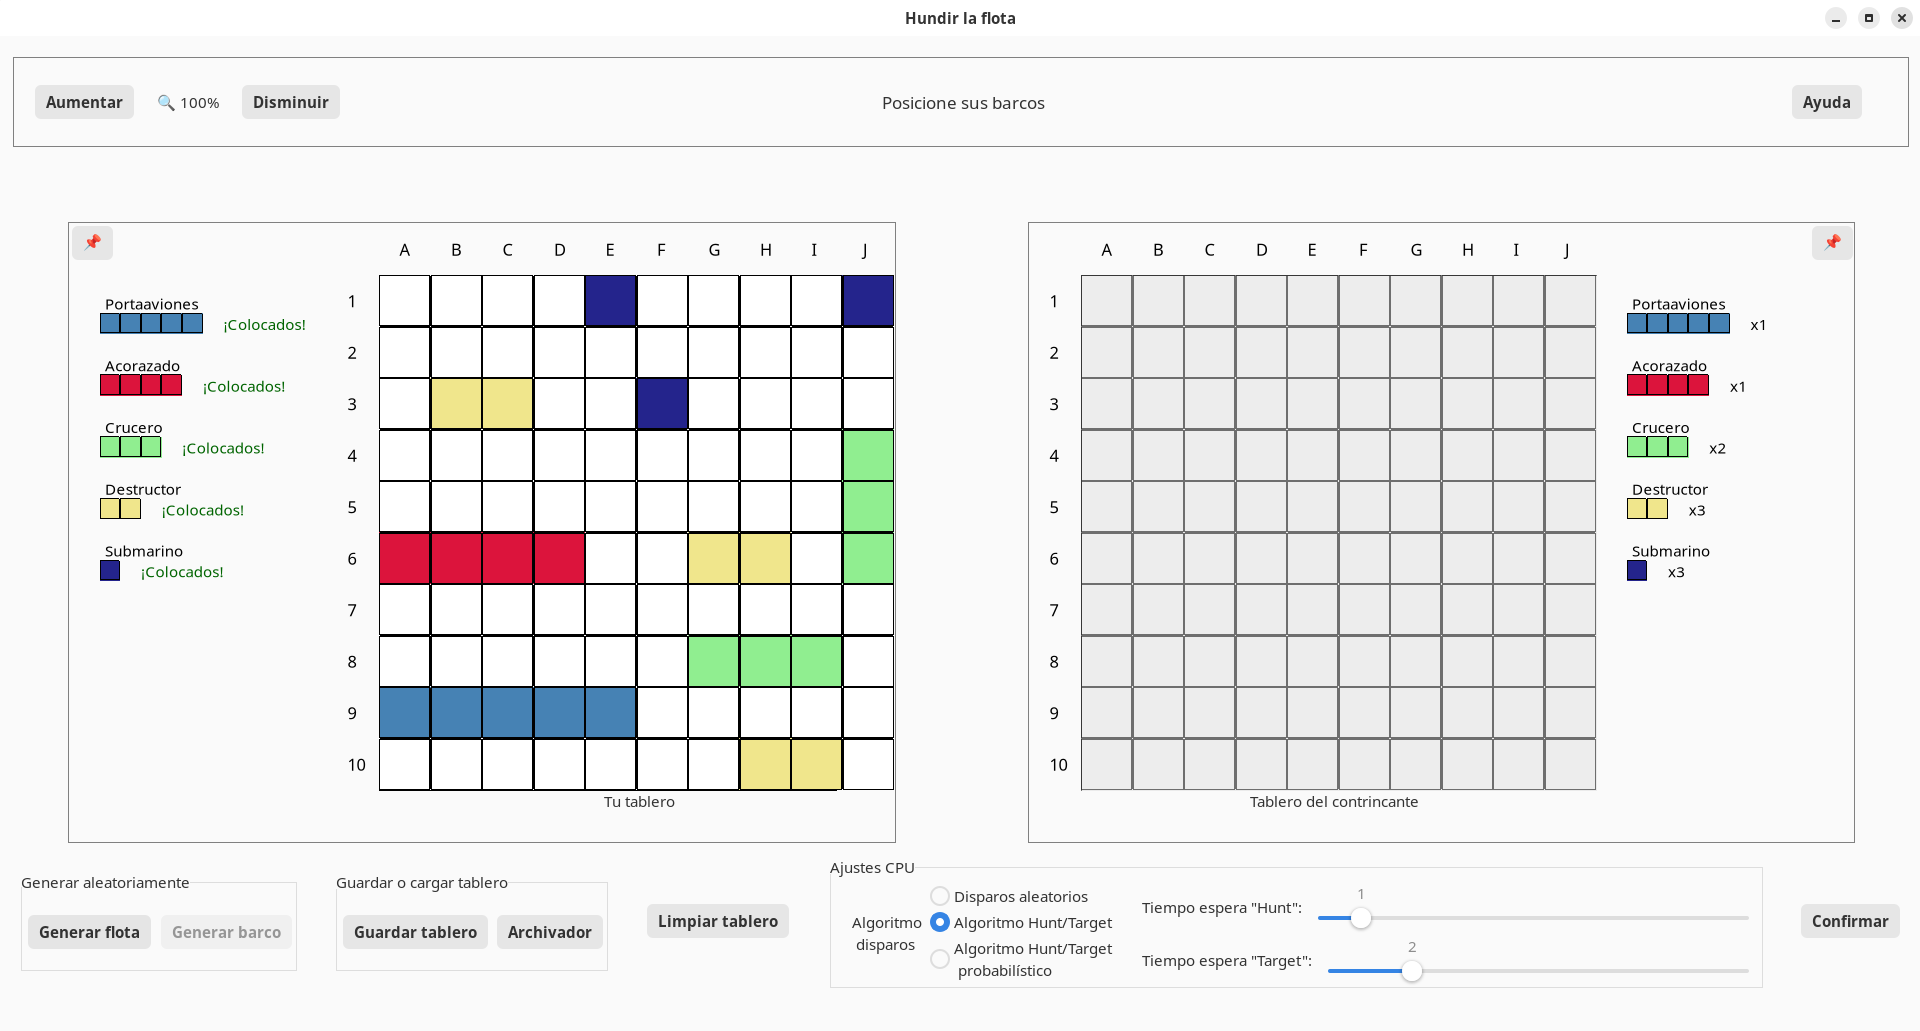 Hundir la flota
Aumentar 🔍 100% Disminuir
Posicione sus barcos
Ayuda
📌
A B C D E F G H I J
1
2
3
4
5
6
7
8
9
10
Portaaviones
¡Colocados!
Acorazado
¡Colocados!
Crucero
¡Colocados!
Destructor
¡Colocados!
Submarino
¡Colocados!
Tu tablero
📌
A B C D E F G H I J
1
2
3
4
5
6
7
8
9
10
Portaaviones
x1
Acorazado
x1
Crucero
x2
Destructor
x3
Submarino
x3
Tablero del contrincante
Generar aleatoriamente
Generar flota Generar barco
Guardar o cargar tablero
Guardar tablero Archivador
Limpiar tablero
Ajustes CPU
Algoritmo
disparos
Disparos aleatorios
Algoritmo Hunt/Target
Algoritmo Hunt/Target
probabilístico
Tiempo espera "Hunt": 1
Tiempo espera "Target": 2
Confirmar